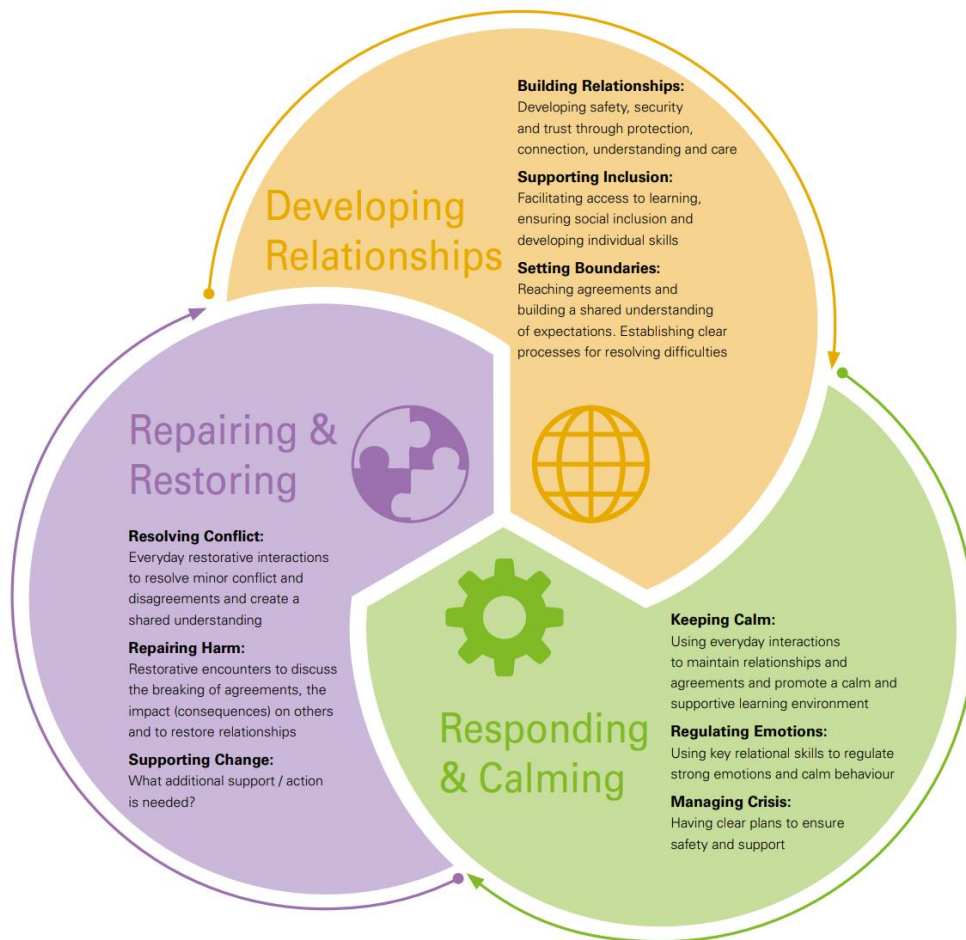 Developing
Relationships
Building Relationships:
Developing safety, security
and trust through protection,
connection, understanding and care
Supporting Inclusion:
Facilitating access to learning,
ensuring social inclusion and
developing individual skills
Setting Boundaries:
Reaching agreements and
building a shared understanding
of expectations. Establishing clear
processes for resolving difficulties
Responding
& Calming
Keeping Calm:
Using everyday interactions
to maintain relationships and
agreements and promote a calm and
supportive learning environment
Regulating Emotions:
Using key relational skills to regulate
strong emotions and calm behaviour
Managing Crisis:
Having clear plans to ensure
safety and support
Repairing &
Restoring
Resolving Conflict:
Everyday restorative interactions
to resolve minor conflict and
disagreements and create a
shared understanding
Repairing Harm:
Restorative encounters to discuss
the breaking of agreements, the
impact (consequences) on others
and to restore relationships
Supporting Change:
What additional support / action
is needed?